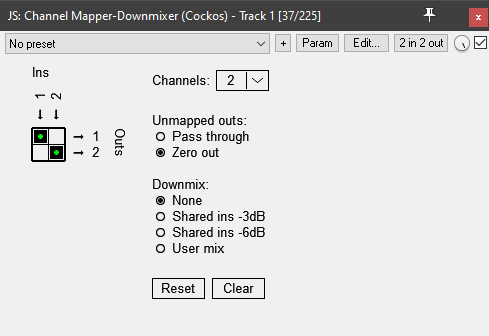 JS: Channel Mapper-Downmixer (Cockos) - Track 1 [37/225]
x
No preset
+
Param
Edit...
2 in 2 out
Ins
1 2
1
2
Outs
Channels: 2
Unmapped outs:
Pass through
Zero out
Downmix:
None
Shared ins -3dB
Shared ins -6dB
User mix
Reset
Clear